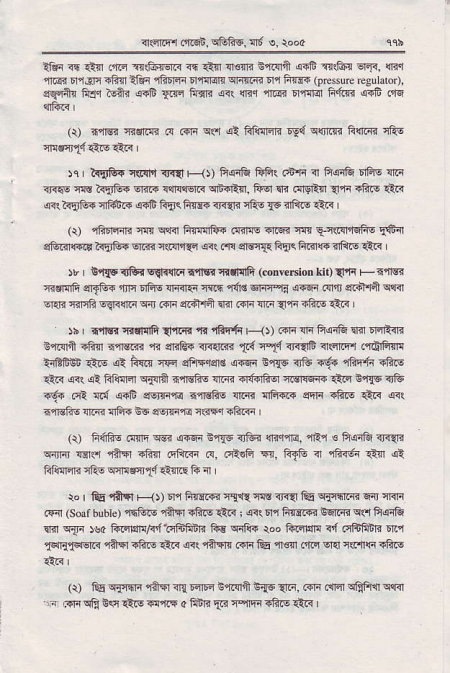 বাংলাদেশ গেজেট, অতিরিক্ত, মার্চ ৩, ২০০৫ ৭৭৯
ইঞ্জিন বন্ধ হইয়া গেলে স্বয়ংক্রিয়ভাবে বন্ধ হইয়া যাওয়ার উপযোগী একটি স্বয়ংক্রিয় ভালব, ধারণ
পাত্রের চাপ হ্রাস করিয়া ইঞ্জিন পরিচালন চাপমাত্রায় আনয়নের চাপ নিয়ন্ত্রক (pressure regulator),
প্রজ্বলনীয় মিশ্রণ তৈরীর একটি ফুয়েল মিক্সার এবং ধারণ পাত্রের চাপমাত্রা নির্ণয়ের একটি গেজ
থাকিবে।
(২) রূপান্তর সরঞ্জামের যে কোন অংশ এই বিধিমালার চতুর্থ অধ্যায়ের বিধানের সহিত
সামঞ্জস্যপূর্ণ হইতে হইবে।
১৭। বৈদ্যুতিক সংযোগ ব্যবস্থা।—(১) সিএনজি ফিলিং স্টেশন বা সিএনজি চালিত যানে
ব্যবহৃত সমস্ত বৈদ্যুতিক তারকে যথাযথভাবে আটকাইয়া, ফিতা দ্বারা মোড়াইয়া স্থাপন করিতে হইবে
এবং বৈদ্যুতিক সার্কিটকে একটি বিদ্যুৎ নিয়ন্ত্রক ব্যবস্থার সহিত যুক্ত রাখিতে হইবে।
(২) পরিচালনার সময় অথবা নিয়মমাফিক মেরামত কাজের সময় ভূ-সংযোগজনিত দুর্ঘটনা
প্রতিরোধকল্পে বৈদ্যুতিক তারের সংযোগস্থল এবং শেষ প্রান্তসমূহ বিদ্যুৎ নিরোধক রাখিতে হইবে।
১৮। উপযুক্ত ব্যক্তির তত্ত্বাবধানে রূপান্তর সরঞ্জামাদি (conversion kit) স্থাপন।— রূপান্তর
সরঞ্জামাদি প্রাকৃতিক গ্যাস চালিত যানবাহন সম্বন্ধে পর্যাপ্ত জ্ঞানসম্পন্ন একজন যোগ্য প্রকৌশলী অথবা
তাহার সরাসরি তত্ত্বাবধানে অন্য কোন প্রকৌশলী দ্বারা কোন যানে স্থাপন করিতে হইবে।
১৯। রূপান্তর সরঞ্জামাদি স্থাপনের পর পরিদর্শন।—(১) কোন যান সিএনজি দ্বারা চালাইবার
উপযোগী করিয়া রূপান্তরের পর প্রারম্ভিক ব্যবহারের পূর্বে সম্পূর্ণ ব্যবস্থাটি বাংলাদেশ পেট্রোলিয়াম
ইনষ্টিটিউট হইতে এই বিষয়ে সফল প্রশিক্ষণপ্রাপ্ত একজন উপযুক্ত ব্যক্তি কর্তৃক পরিদর্শন করিতে
হইবে এবং এই বিধিমালা অনুযায়ী রূপান্তরিত যানের কার্যকারিতা সন্তোষজনক হইলে উপযুক্ত ব্যক্তি
কর্তৃক সেই মর্মে একটি প্রত্যয়নপত্র রূপান্তরিত যানের মালিককে প্রদান করিতে হইবে এবং
রূপান্তরিত যানের মালিক উক্ত প্রত্যয়নপত্র সংরক্ষণ করিবেন।
(২) নির্ধারিত মেয়াদ অন্তর একজন উপযুক্ত ব্যক্তির ধারণপাত্র, পাইপ ও সিএনজি ব্যবস্থার
অন্যান্য যন্ত্রাংশ পরীক্ষা করিয়া দেখিবেন যে, সেইগুলি ক্ষয়, বিকৃতি বা পরিবর্তন হইয়া এই
বিধিমালার সহিত অসামঞ্জস্যপূর্ণ হইয়াছে কি না।
২০। ছিদ্র পরীক্ষা।—(১) চাপ নিয়ন্ত্রকের সম্মুখস্থ সমস্ত ব্যবস্থা ছিদ্র অনুসন্ধানের জন্য সাবান
ফেনা (Soaf buble) পদ্ধতিতে পরীক্ষা করিতে হইবে ; এবং চাপ নিয়ন্ত্রকের উজানের অংশ সিএনজি
দ্বারা অন্যূন ১৬৫ কিলোগ্রাম/বর্গ সেন্টিমিটার কিন্তু অনধিক ২০০ কিলোগ্রাম বর্গ সেন্টিমিটার চাপে
পুঙ্খানুপুঙ্খভাবে পরীক্ষা করিতে হইবে এবং পরীক্ষায় কোন ছিদ্র পাওয়া গেলে তাহা সংশোধন করিতে
হইবে।
(২) ছিদ্র অনুসন্ধান পরীক্ষা বায়ু চলাচল উপযোগী উন্মুক্ত স্থানে, কোন খোলা অগ্নিশিখা অথবা
অন্য কোন অগ্নি উৎস হইতে কমপক্ষে ৫ মিটার দূরে সম্পাদন করিতে হইবে।